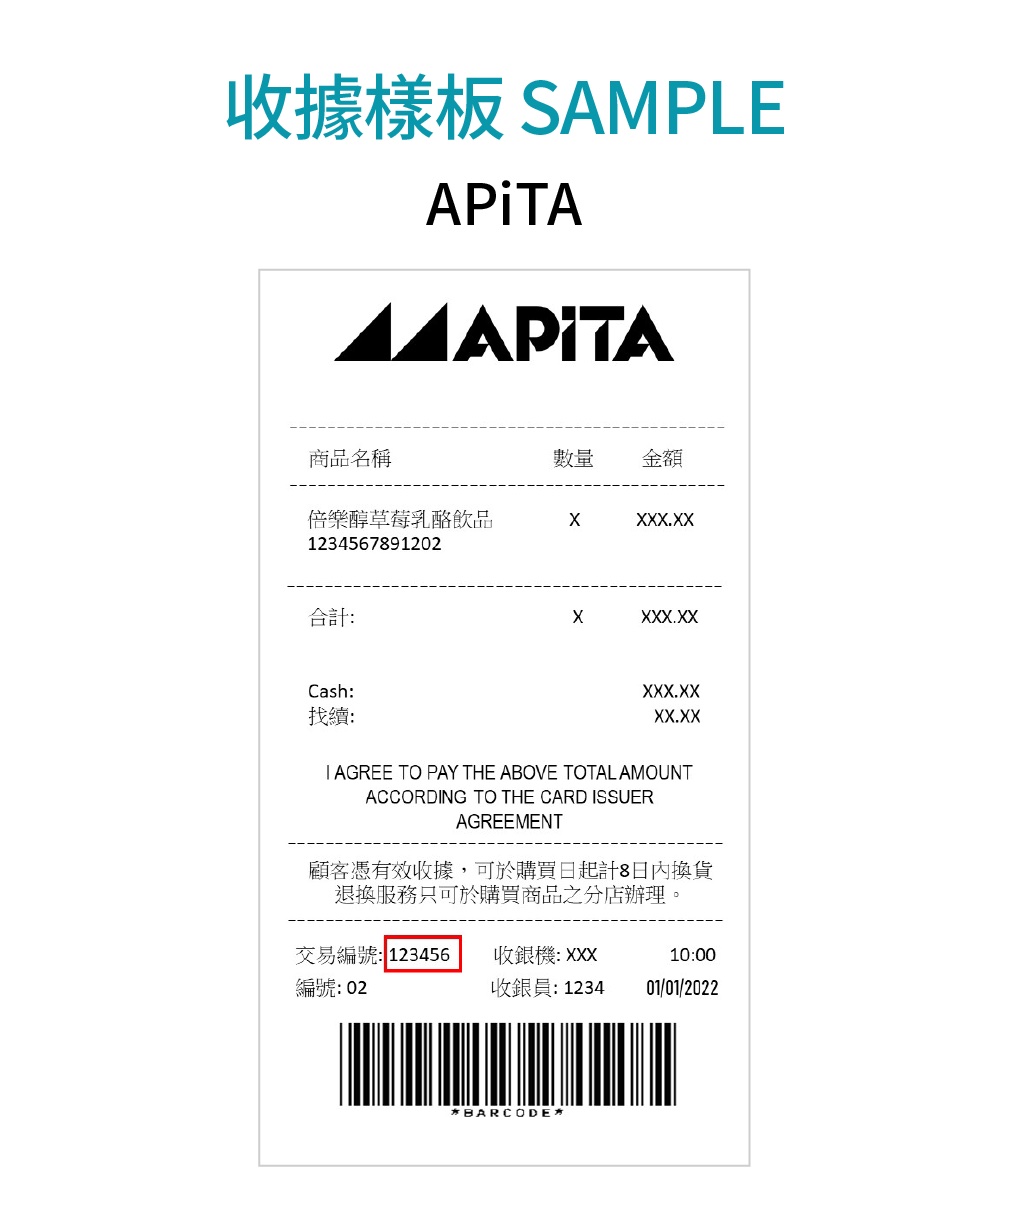 收據樣板 SAMPLE
APiTA
APiTA
商品名稱 數量 金額
倍樂醇草莓乳酪飲品 X XXX.XX
1234567891202
合計: X XXX.XX
Cash: XXX.XX
找續: XX.XX
I AGREE TO PAY THE ABOVE TOTAL AMOUNT
ACCORDING TO THE CARD ISSUER
AGREEMENT
顧客憑有效收據，可於購買日起計8日內換貨
退換服務只可於購買商品之分店辦理。
交易編號: 123456 收銀機: XXX 10:00
編號: 02 收銀員: 1234 01/01/2022
*BARCODE*